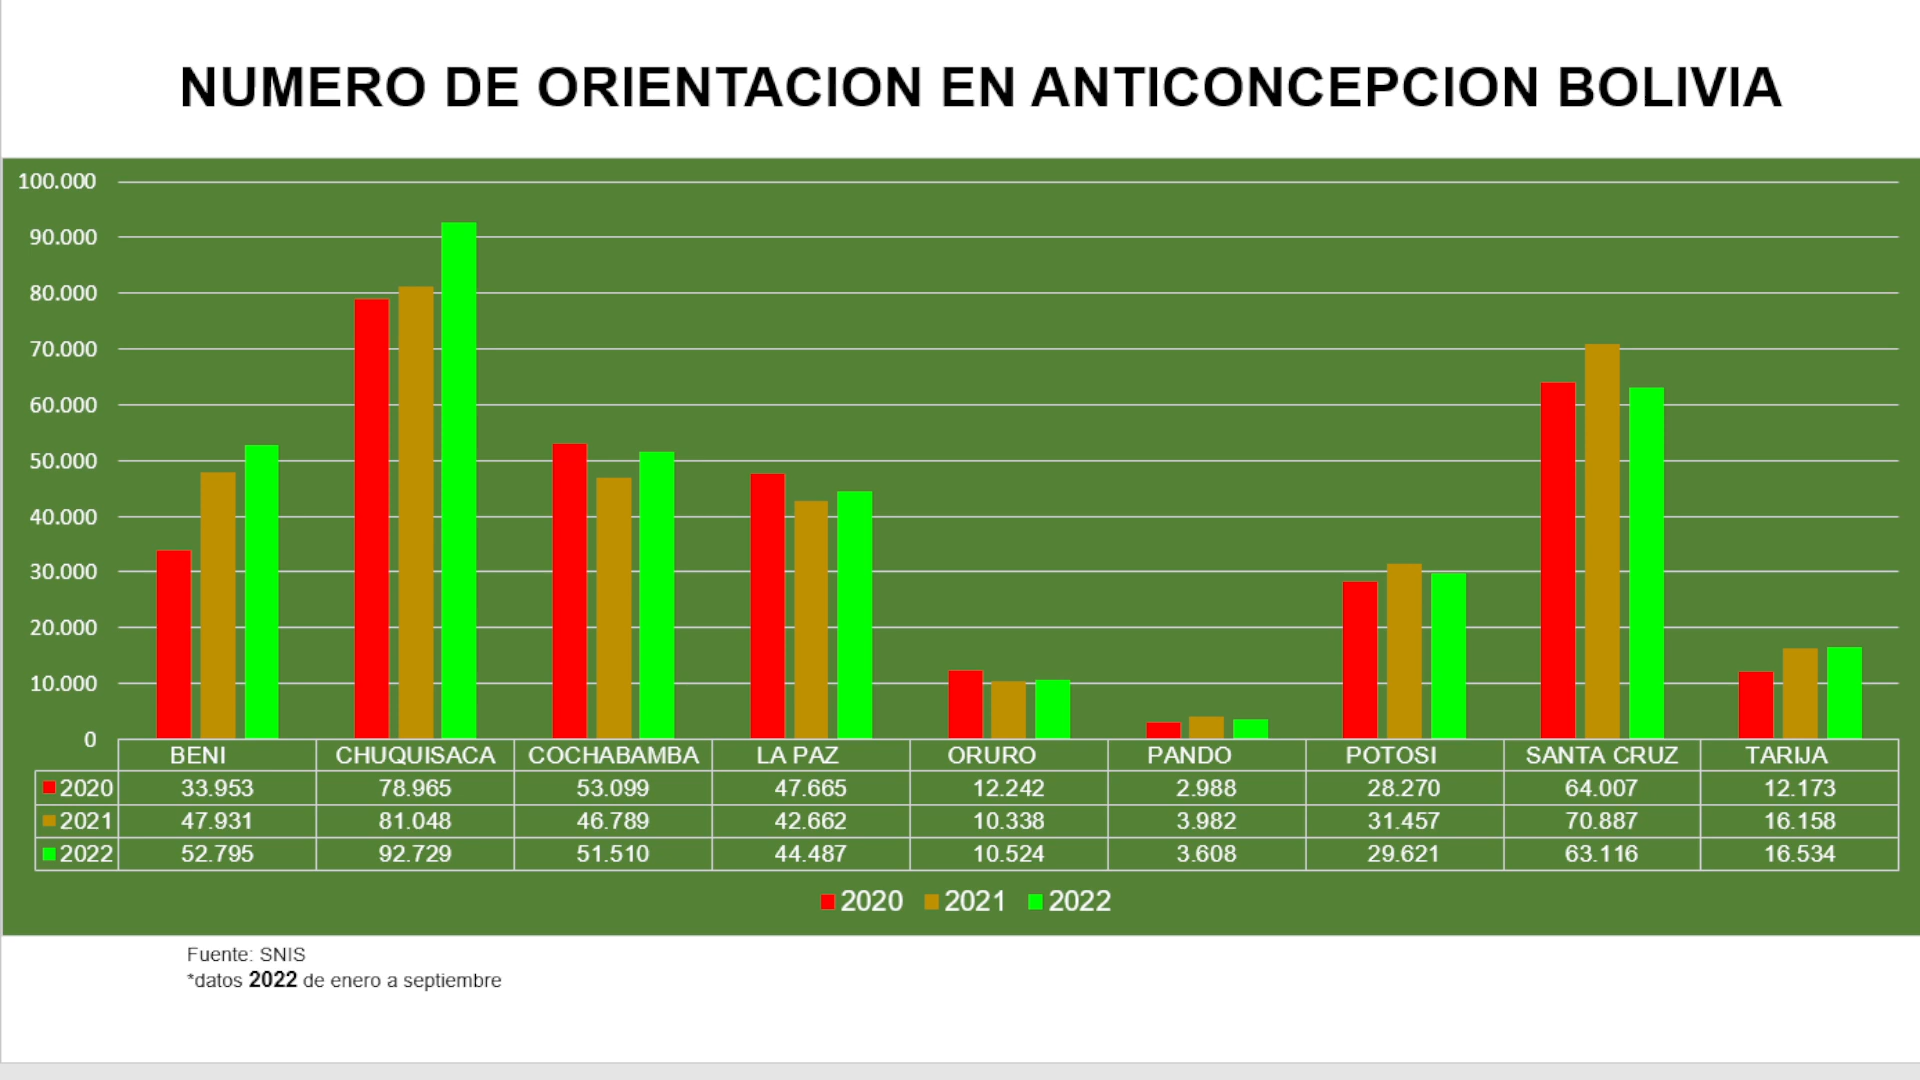 NUMERO DE ORIENTACION EN ANTICONCEPCION BOLIVIA
100.000
90.000
80.000
70.000
60.000
50.000
40.000
30.000
20.000
10.000
0
BENI CHUQUISACA COCHABAMBA LA PAZ ORURO PANDO POTOSI SANTA CRUZ TARIJA
2020 33.953 78.965 53.099 47.665 12.242 2.988 28.270 64.007 12.173
2021 47.931 81.048 46.789 42.662 10.338 3.982 31.457 70.887 16.158
2022 52.795 92.729 51.510 44.487 10.524 3.608 29.621 63.116 16.534
2020 2021 2022
Fuente: SNIS
*datos 2022 de enero a septiembre